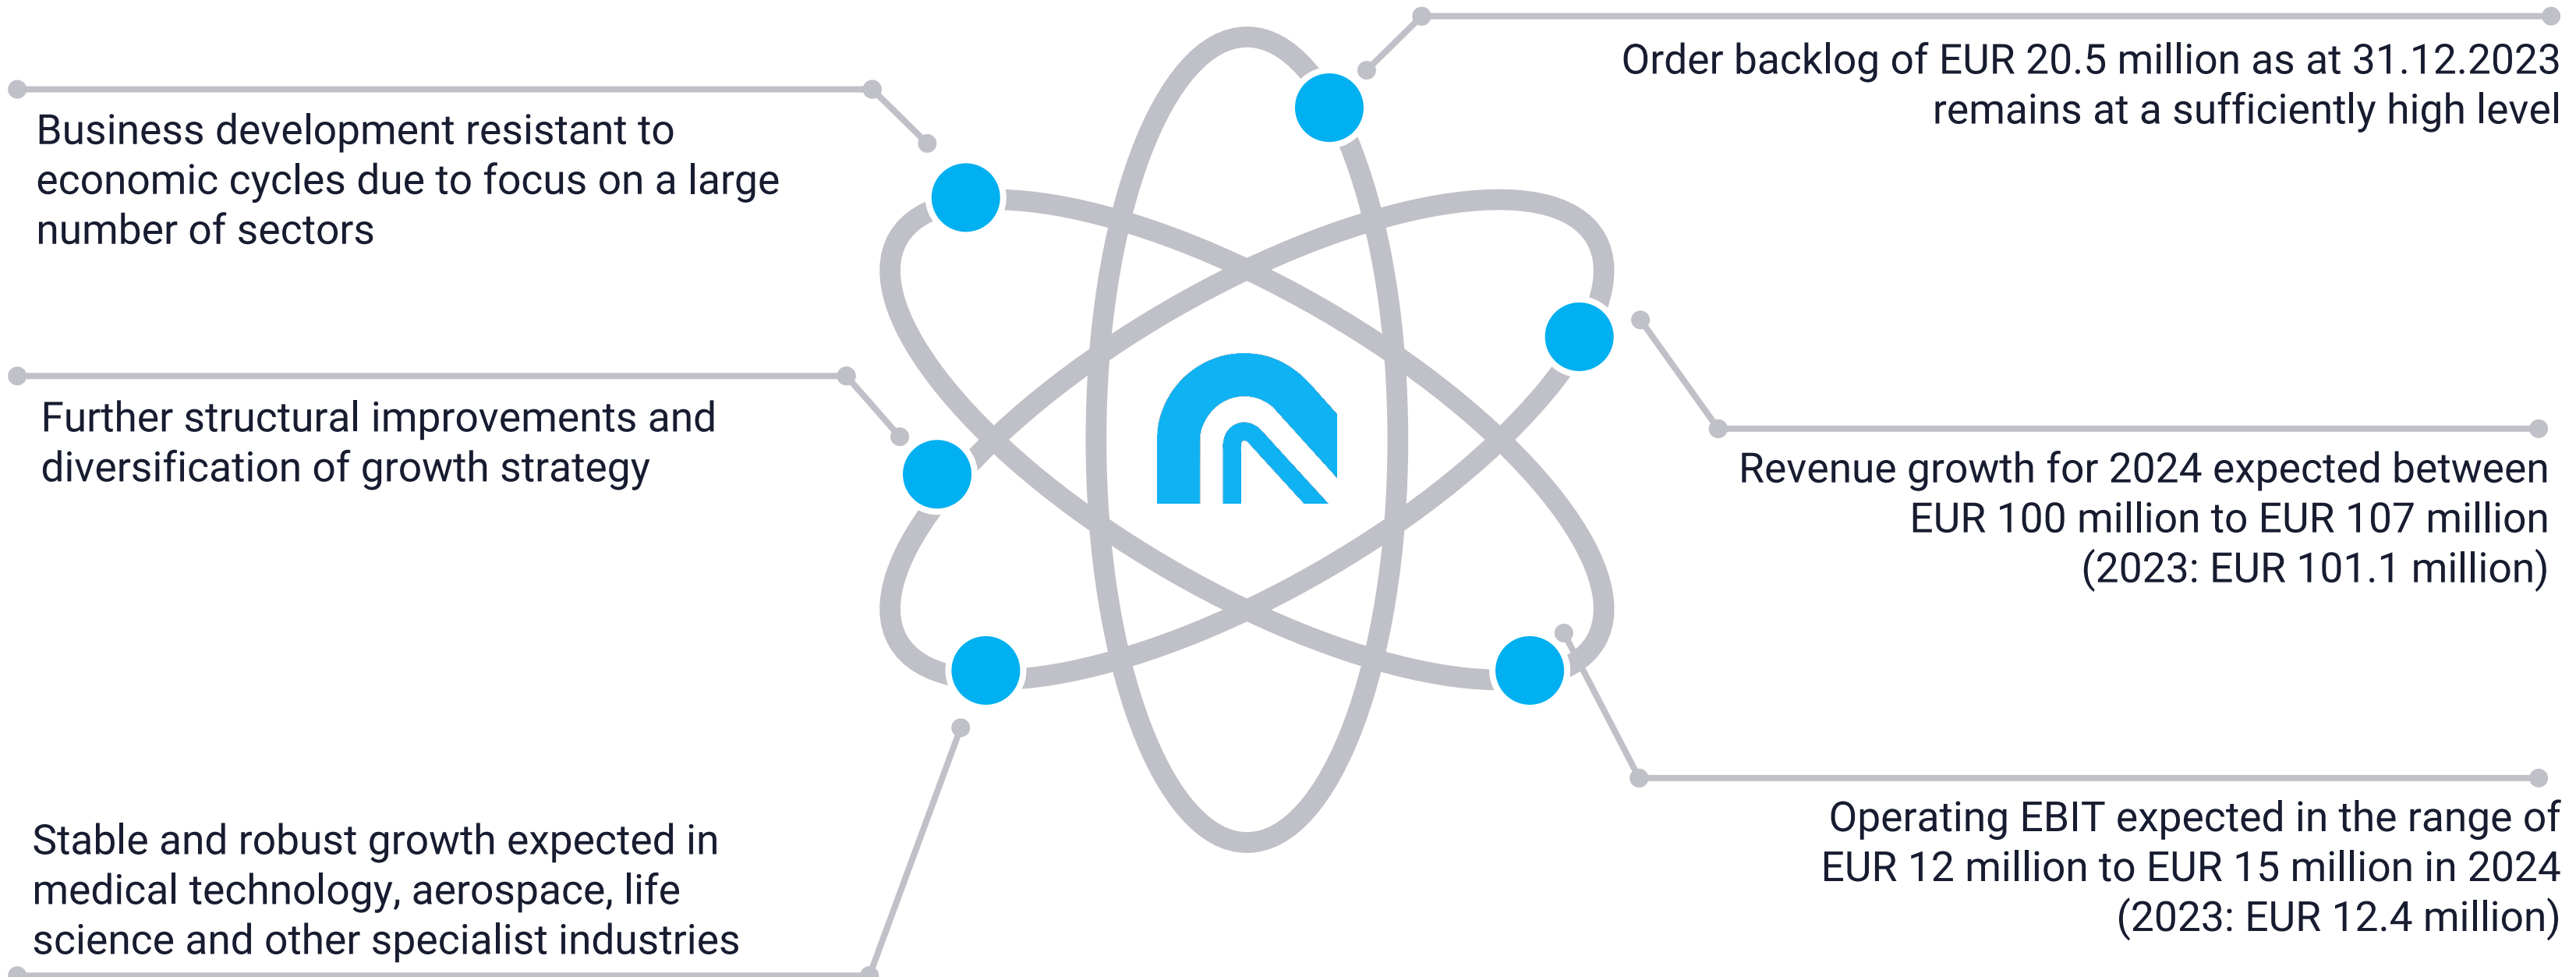 Business development resistant to
economic cycles due to focus on a large
number of sectors
Further structural improvements and
diversification of growth strategy
Stable and robust growth expected in
medical technology, aerospace, life
science and other specialist industries
Order backlog of EUR 20.5 million as at 31.12.2023
remains at a sufficiently high level
Revenue growth for 2024 expected between
EUR 100 million to EUR 107 million
(2023: EUR 101.1 million)
Operating EBIT expected in the range of
EUR 12 million to EUR 15 million in 2024
(2023: EUR 12.4 million)